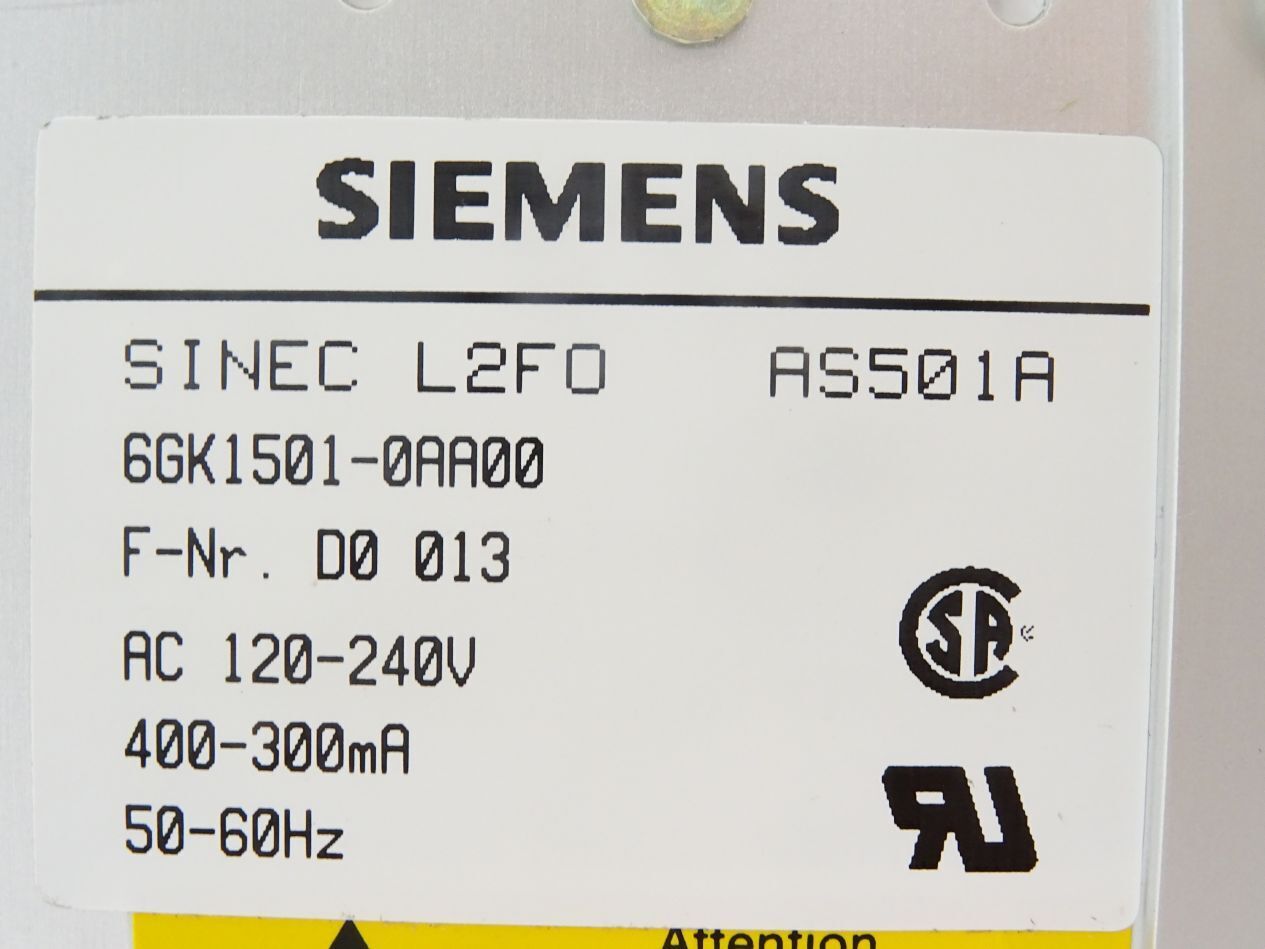 SIEMENS
SINEC L2FO AS501A
6GK1501-0AA00
F-Nr. D0 013
AC 120-240V
400-300mA
50-60Hz
Attention